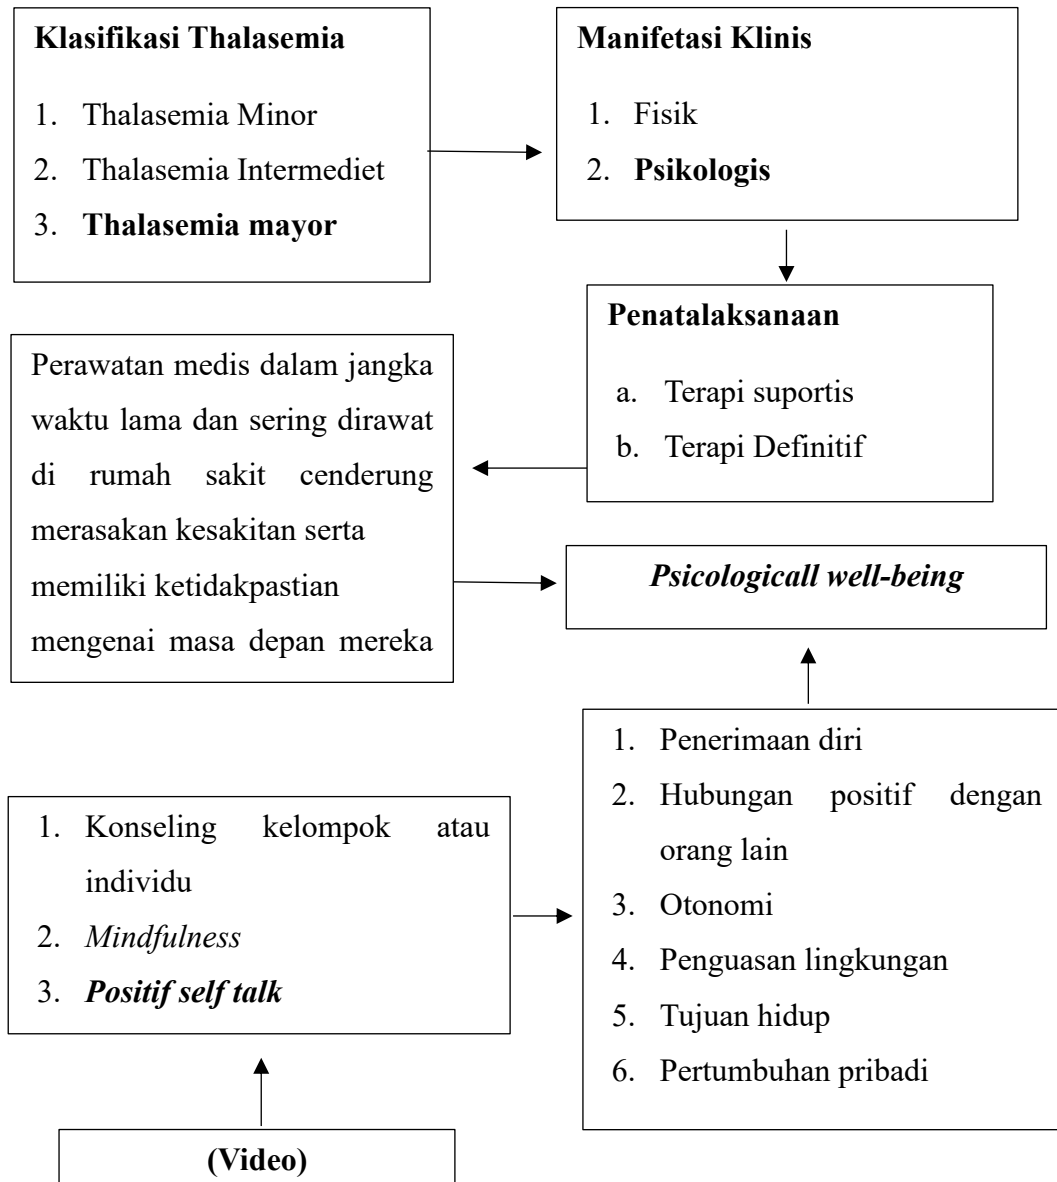 Klasifikasi Thalasemia
1. Thalasemia Minor
2. Thalasemia Intermediet
3. Thalasemia mayor
Manifetasi Klinis
1. Fisik
2. Psikologis
Penatalaksanaan
a. Terapi suportis
b. Terapi Definitif
Perawatan medis dalam jangka
waktu lama dan sering dirawat
di rumah sakit cenderung
merasakan kesakitan serta
memiliki ketidakpastian
mengenai masa depan mereka
Psicologicall well-being
1. Penerimaan diri
2. Hubungan positif dengan
orang lain
3. Otonomi
4. Penguasan lingkungan
5. Tujuan hidup
6. Pertumbuhan pribadi
1. Konseling kelompok atau
individu
2. Mindfulness
3. Positif self talk
(Video)